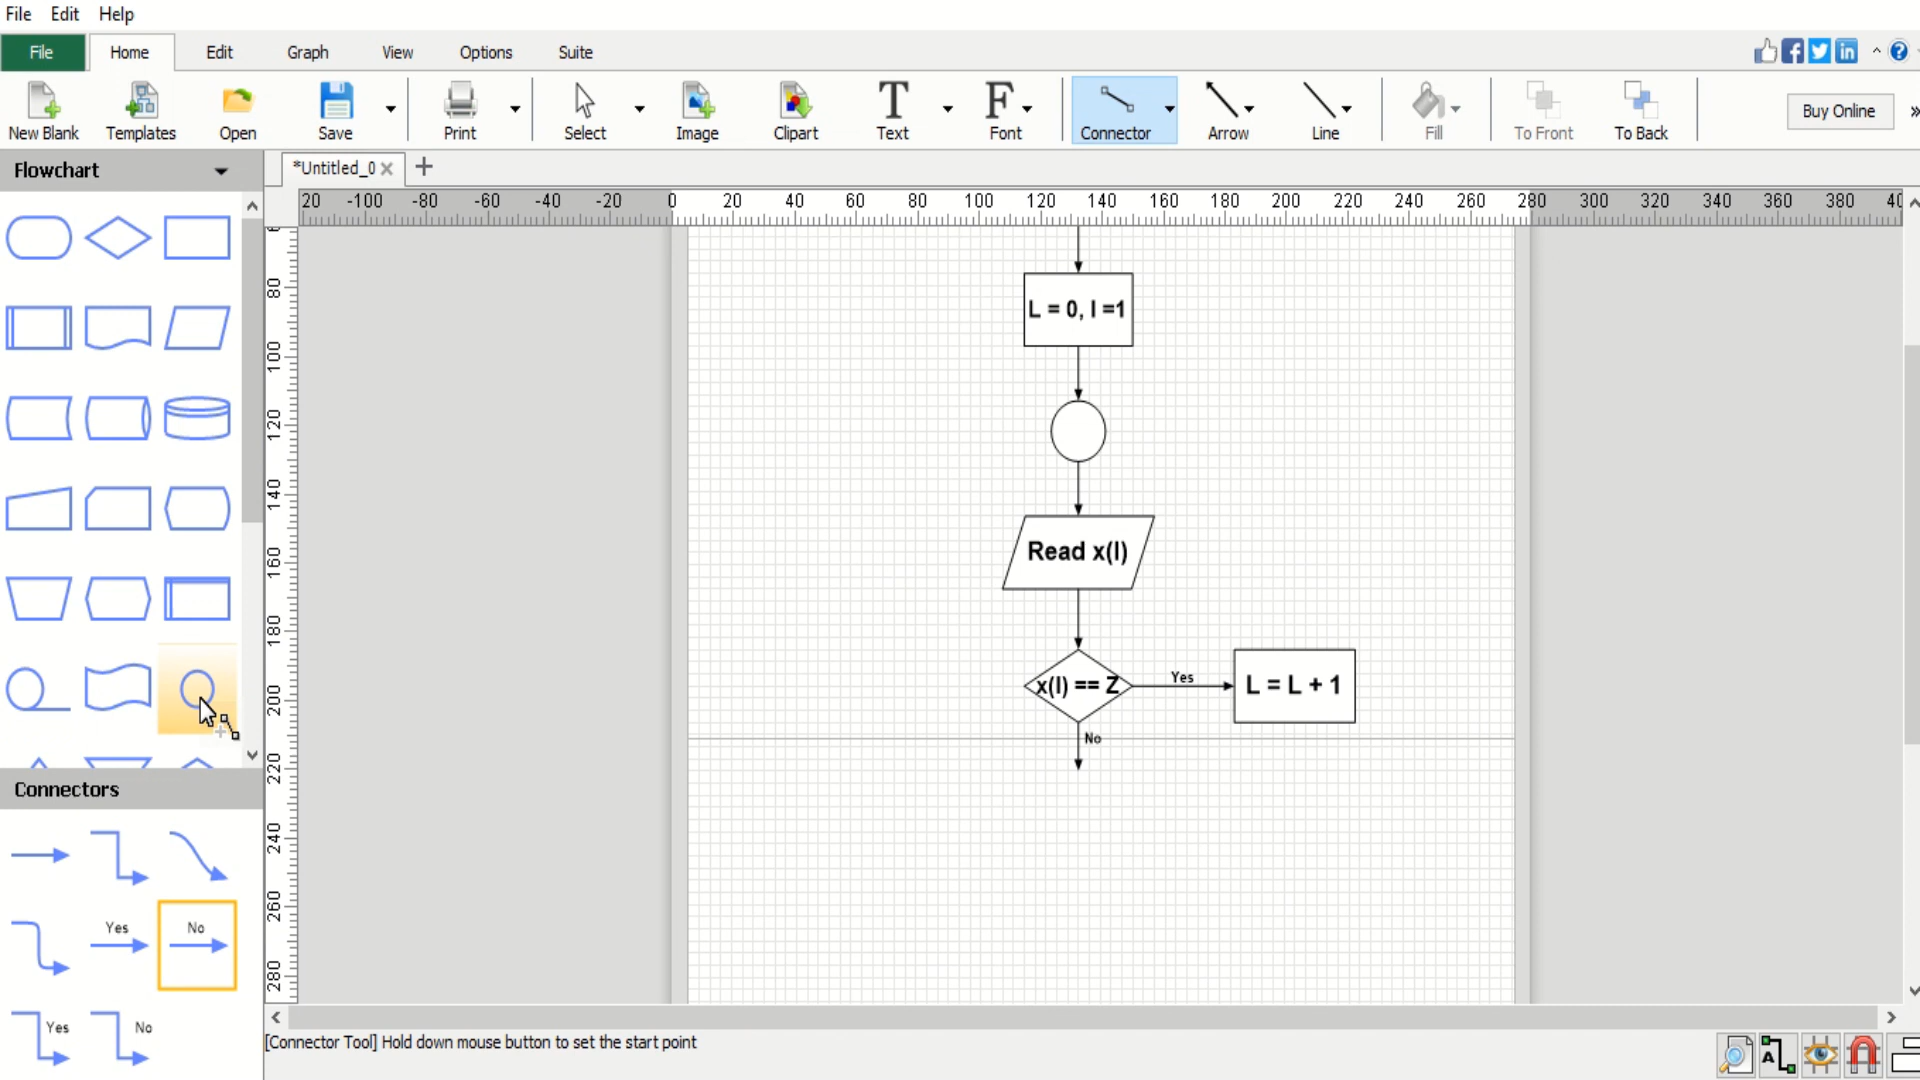 File Edit Help
File Home Edit Graph View Options Suite
New Blank Templates Open Save Print Select Image Clipart Text Font Connector Arrow Line Fill To Front To Back Buy Online »
Flowchart
*Untitled_0
20 -100 -80 -60 -40 -20 0 20 40 60 80 100 120 140 160 180 200 220 240 260 280 300 320 340 360 380 40
80
L = 0, I =1
100
120
140
Read x(I)
160
180
x(I) == Z Yes L = L + 1
200
No
220
Connectors
240
260
Yes No
280
Yes No
[Connector Tool] Hold down mouse button to set the start point